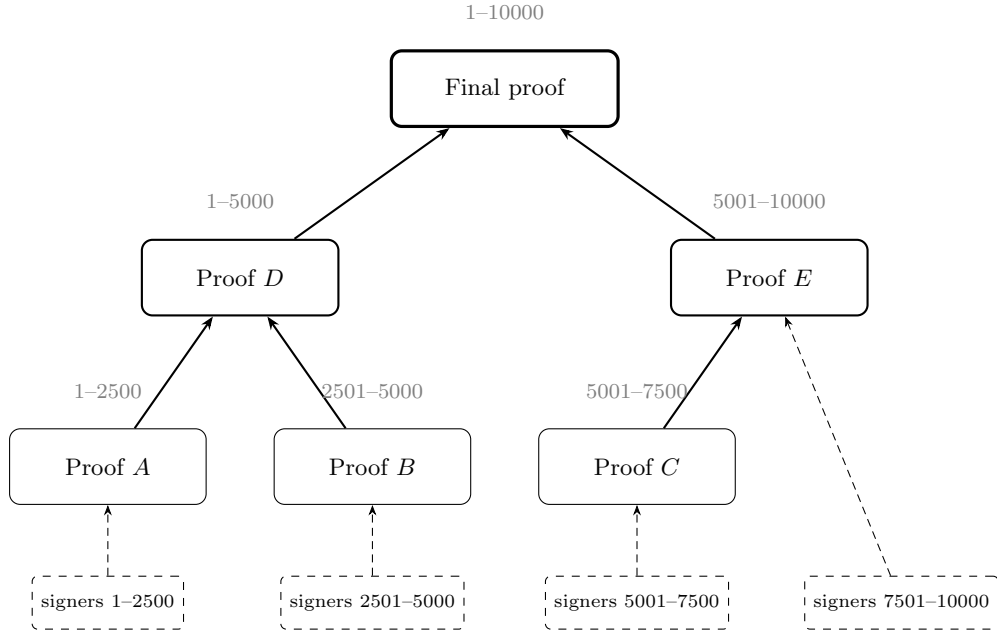 1–10000
Final proof
1–5000
5001–10000
Proof D
Proof E
1–2500
2501–5000
5001–7500
Proof A
Proof B
Proof C
signers 1–2500
signers 2501–5000
signers 5001–7500
signers 7501–10000